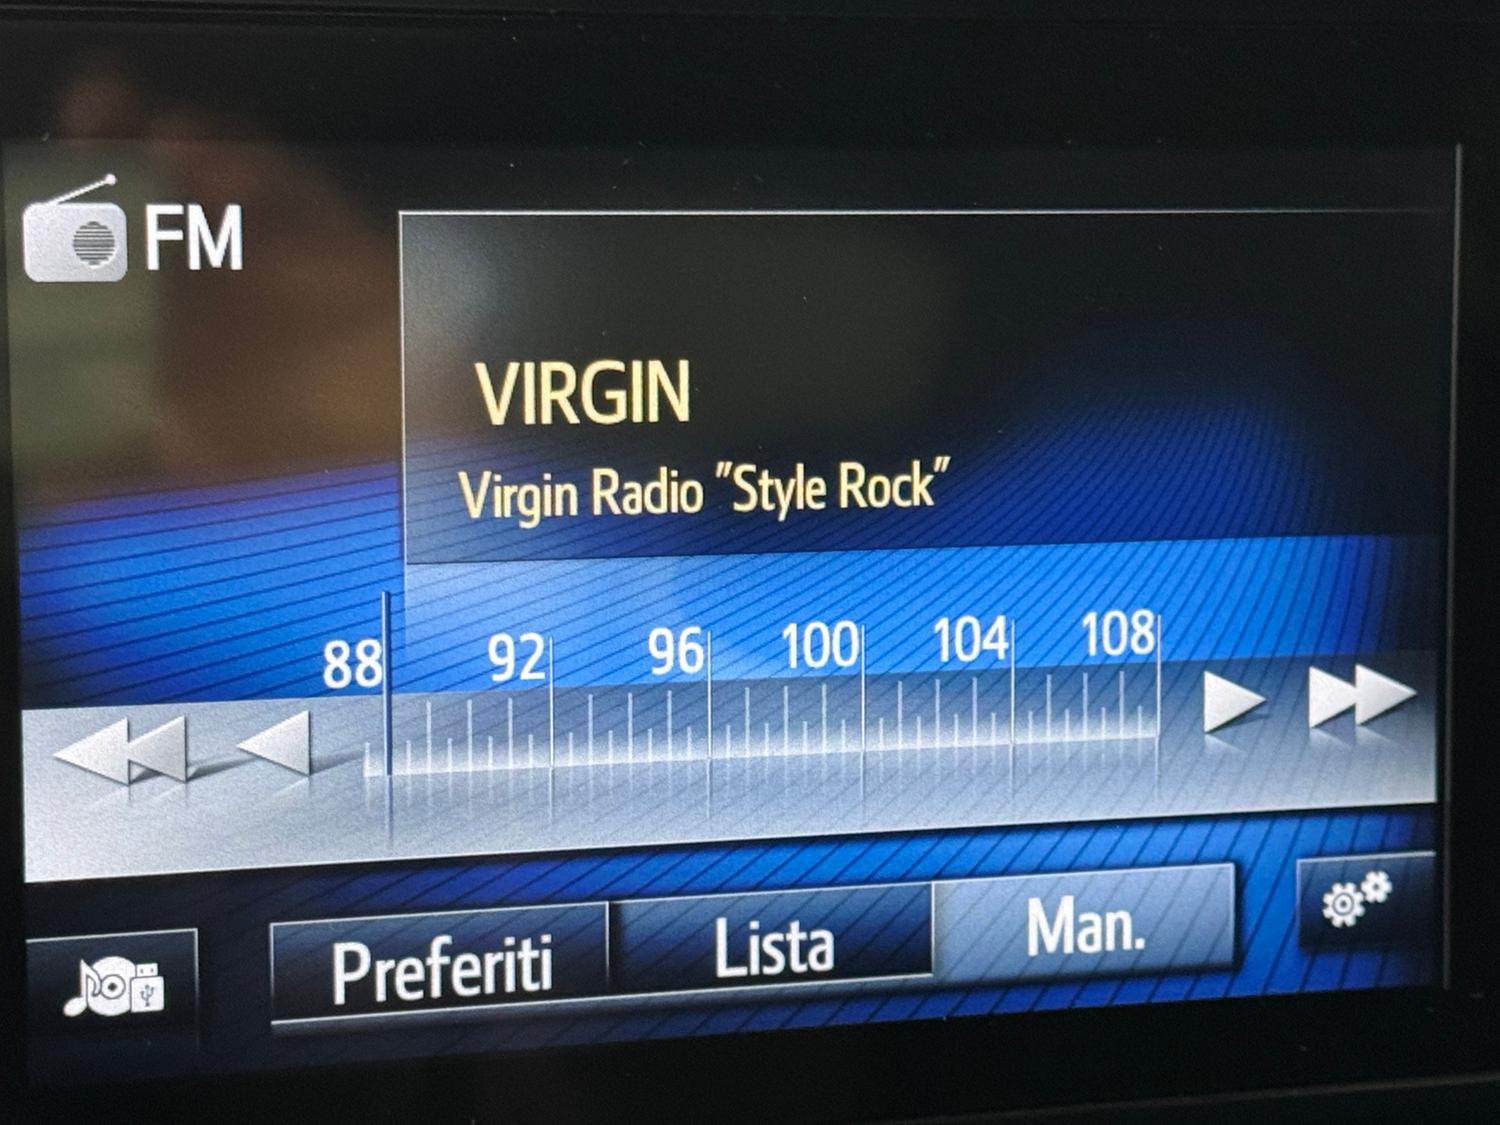 FM
VIRGIN
Virgin Radio "Style Rock"
88 92 96 100 104 108
Preferiti Lista Man.